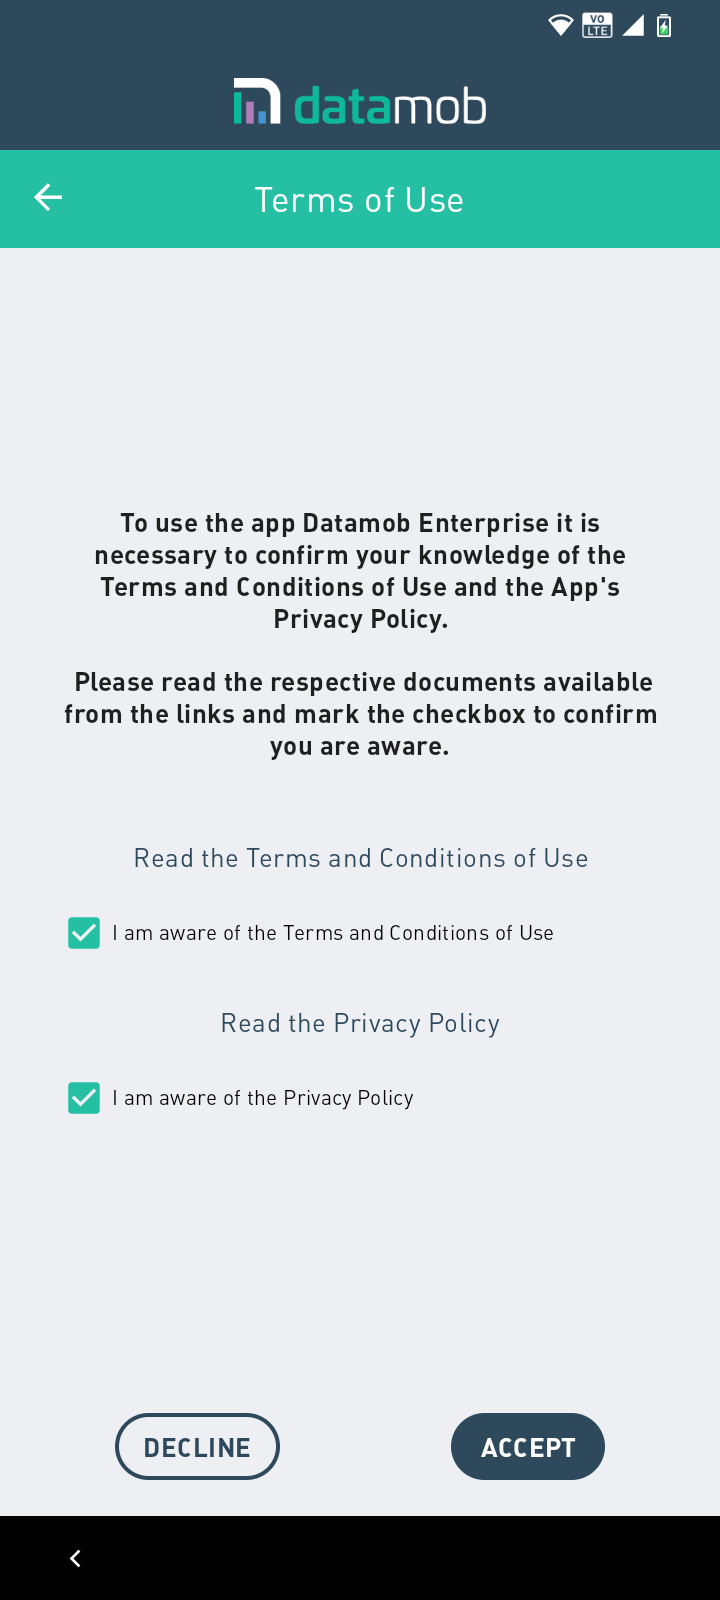 VO
LTE
datamob
Terms of Use
To use the app Datamob Enterprise it is
necessary to confirm your knowledge of the
Terms and Conditions of Use and the App's
Privacy Policy.
Please read the respective documents available
from the links and mark the checkbox to confirm
you are aware.
Read the Terms and Conditions of Use
I am aware of the Terms and Conditions of Use
Read the Privacy Policy
I am aware of the Privacy Policy
DECLINE
ACCEPT